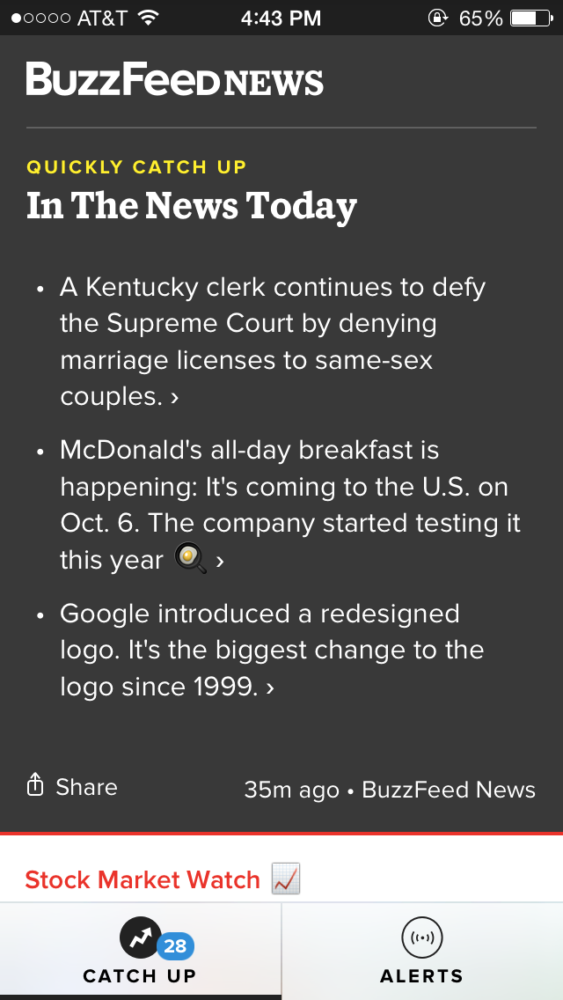 AT&T 4:43 PM 65%
BuzzFeed NEWS
QUICKLY CATCH UP
In The News Today
• A Kentucky clerk continues to defy
the Supreme Court by denying
marriage licenses to same-sex
couples. ›
• McDonald's all-day breakfast is
happening: It's coming to the U.S. on
Oct. 6. The company started testing it
this year 🍳 ›
• Google introduced a redesigned
logo. It's the biggest change to the
logo since 1999. ›
Share 35m ago • BuzzFeed News
Stock Market Watch 📈
28
CATCH UP ALERTS